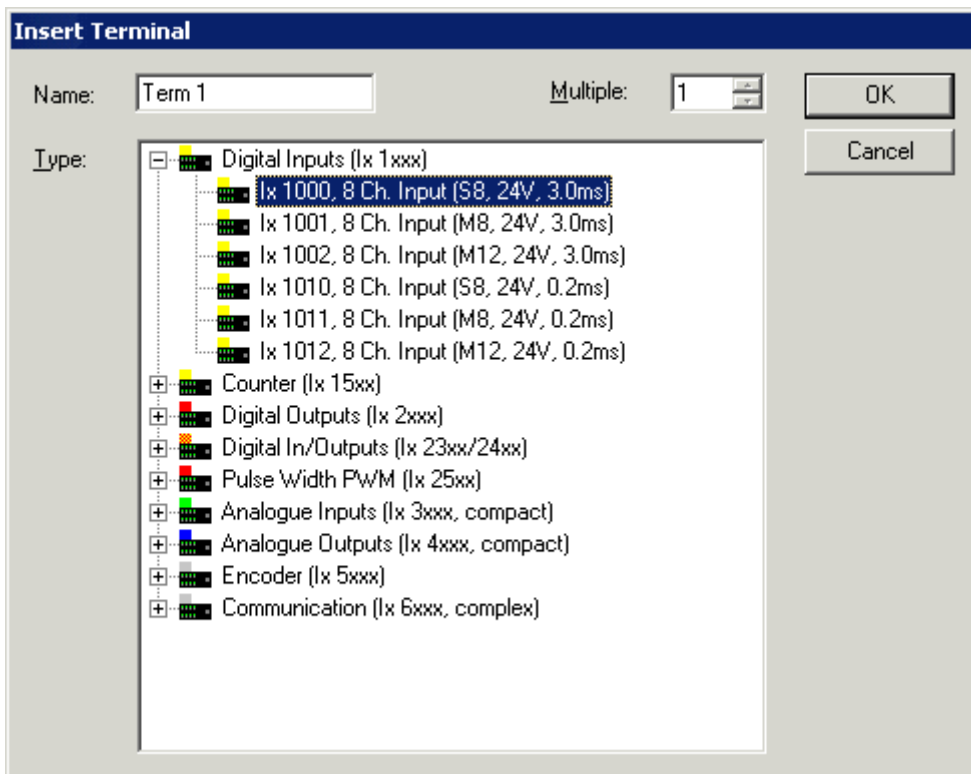 Insert Terminal
Name: Term 1 Multiple: 1 OK
Type: Cancel
Digital Inputs (Ix 1xxx)
Ix 1000, 8 Ch. Input (S8, 24V, 3.0ms)
Ix 1001, 8 Ch. Input (M8, 24V, 3.0ms)
Ix 1002, 8 Ch. Input (M12, 24V, 3.0ms)
Ix 1010, 8 Ch. Input (S8, 24V, 0.2ms)
Ix 1011, 8 Ch. Input (M8, 24V, 0.2ms)
Ix 1012, 8 Ch. Input (M12, 24V, 0.2ms)
Counter (Ix 15xx)
Digital Outputs (Ix 2xxx)
Digital In/Outputs (Ix 23xx/24xx)
Pulse Width PWM (Ix 25xx)
Analogue Inputs (Ix 3xxx, compact)
Analogue Outputs (Ix 4xxx, compact)
Encoder (Ix 5xxx)
Communication (Ix 6xxx, complex)